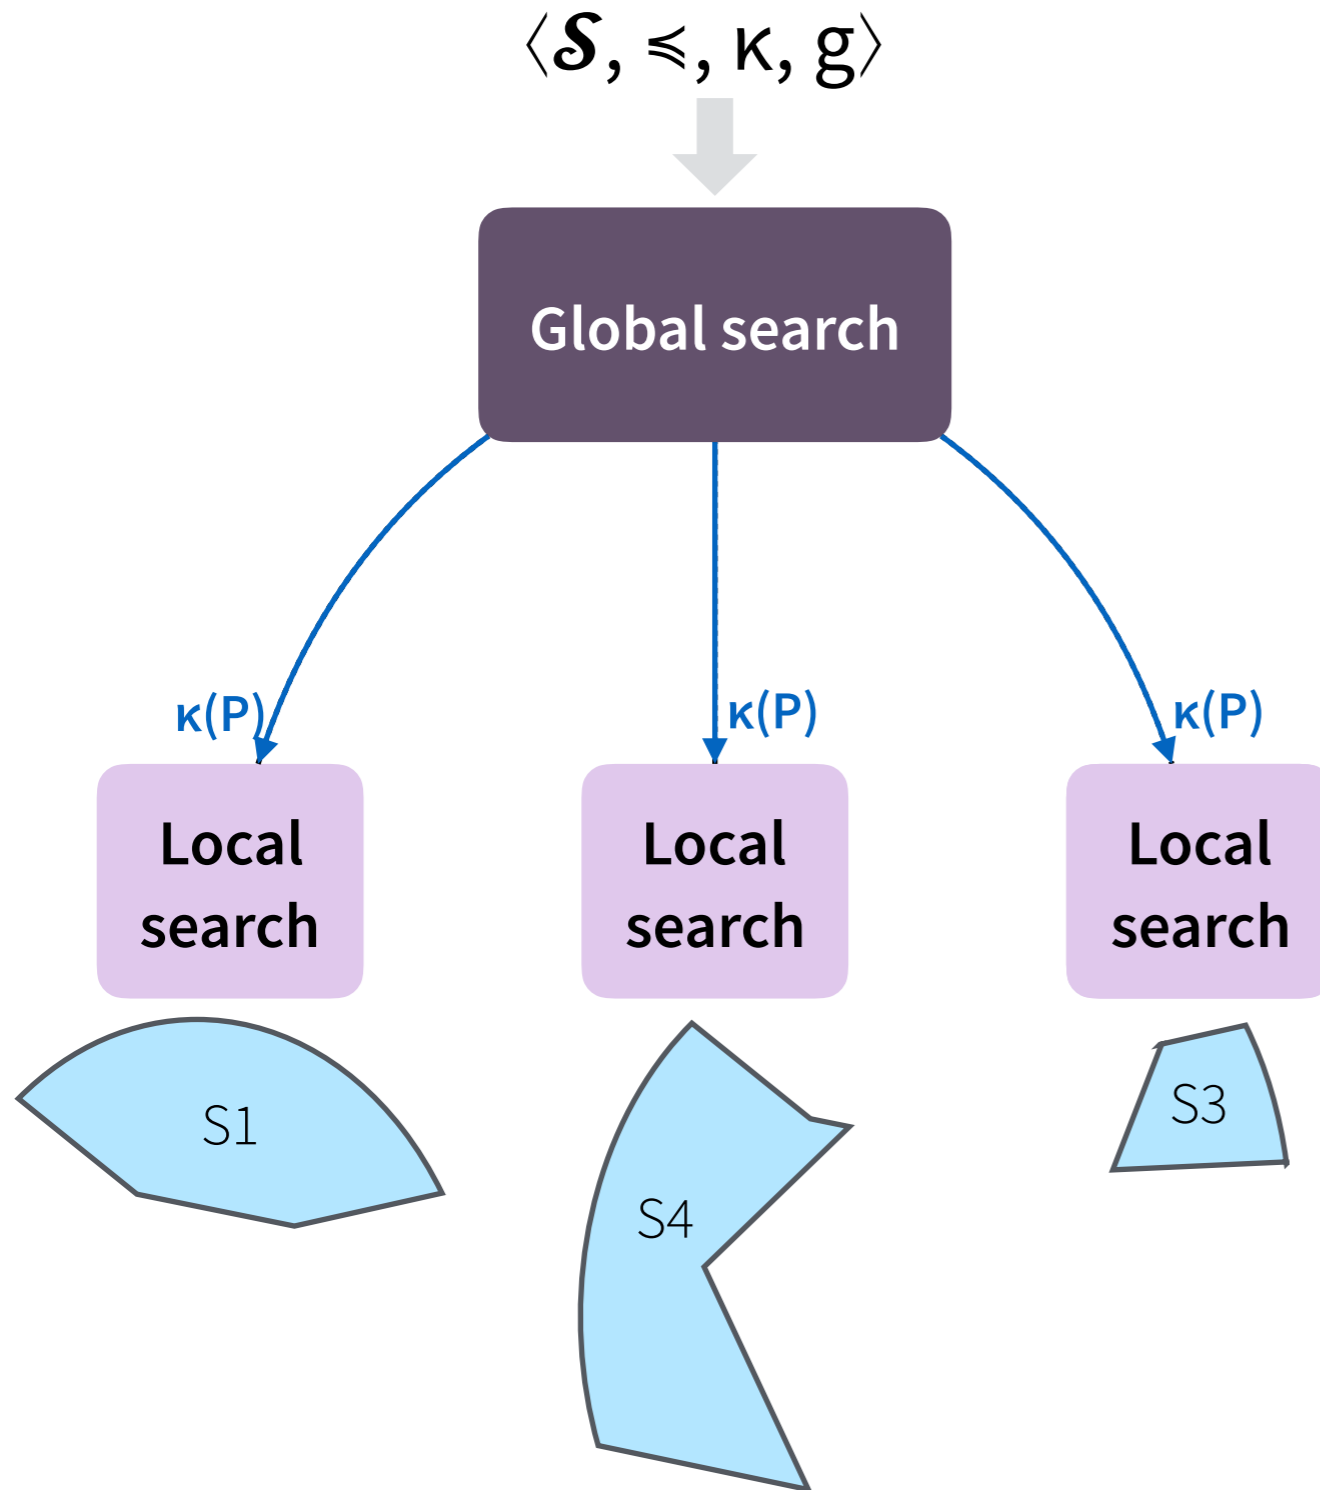 ⟨𝓢, ≼, κ, g⟩
Global search
κ(P)
κ(P)
κ(P)
Local
search
Local
search
Local
search
S1
S4
S3